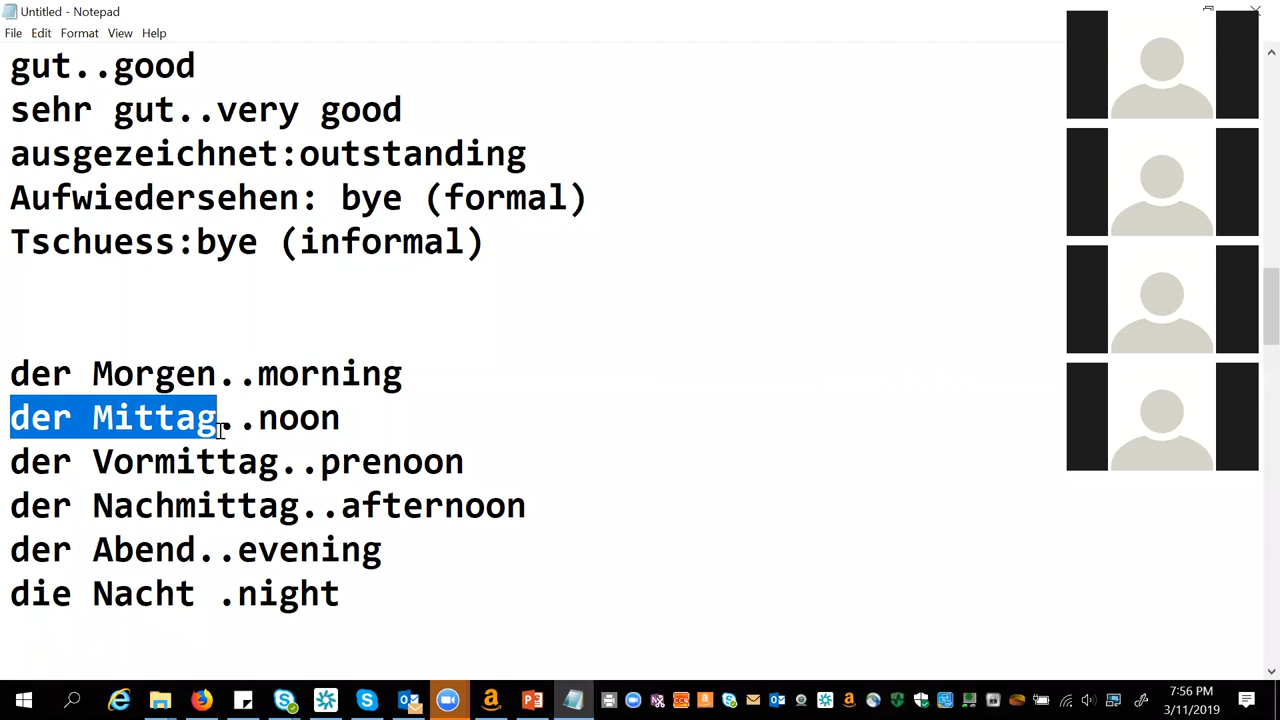 Untitled - Notepad
File Edit Format View Help
gut..good
sehr gut..very good
ausgezeichnet:outstanding
Aufwiedersehen: bye (formal)
Tschuess:bye (informal)
der Morgen..morning
der Mittag..noon
der Vormittag..prenoon
der Nachmittag..afternoon
der Abend..evening
die Nacht .night
7:56 PM
3/11/2019